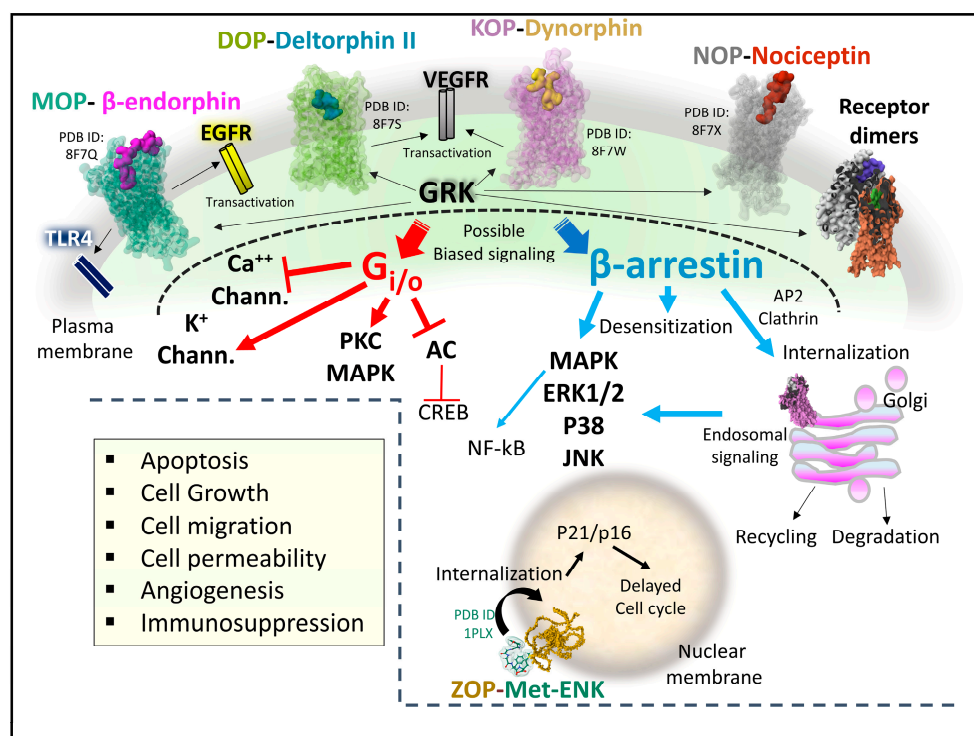 KOP-Dynorphin
DOP-Deltorphin II
NOP-Nociceptin
VEGFR
MOP- β-endorphin
PDB ID:
8F7S
PDB ID:
8F7X
Receptor
dimers
PDB ID:
8F7Q
EGFR
PDB ID:
8F7W
Transactivation
Transactivation
GRK
TLR4
Possible
Biased signaling
Ca++
Chann.
Gi/o
β-arrestin
AP2
Clathrin
K+
Chann.
Plasma
membrane
Desensitization
PKC
MAPK
AC
Internalization
MAPK
ERK1/2
P38
JNK
CREB
Golgi
NF-kB
Endosomal
signaling
▪ Apoptosis
▪ Cell Growth
▪ Cell migration
▪ Cell permeability
▪ Angiogenesis
▪ Immunosuppression
Recycling
Degradation
P21/p16
Internalization
Delayed
Cell cycle
PDB ID
1PLX
Nuclear
membrane
ZOP-Met-ENK